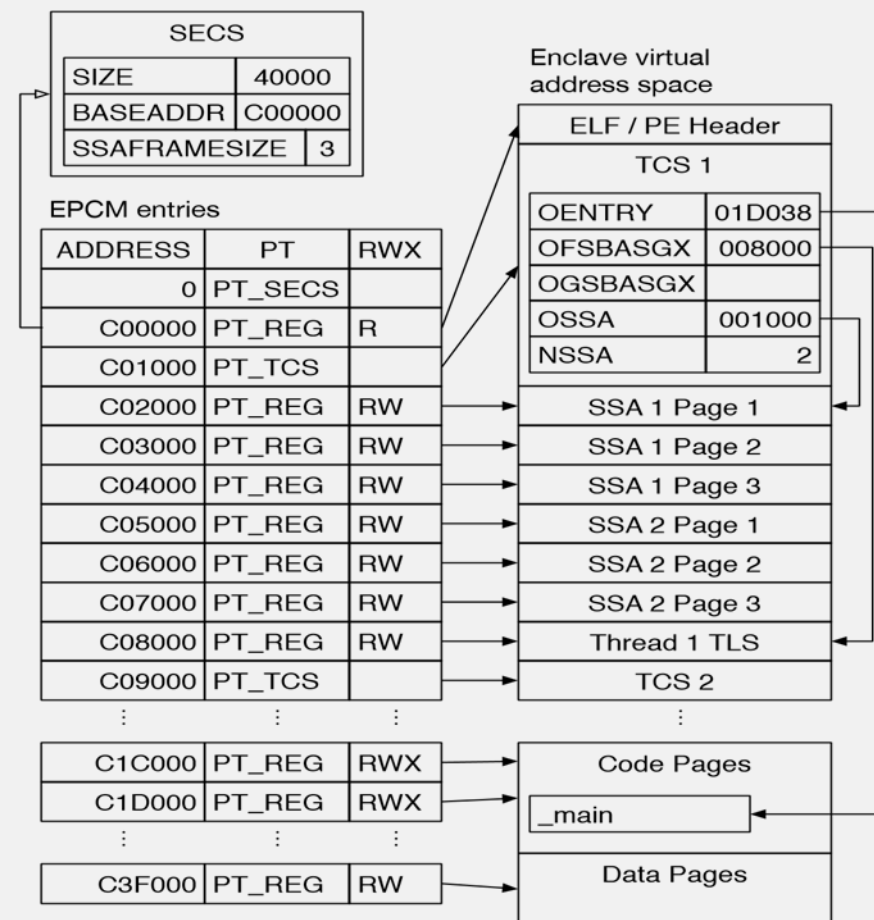 SECS
SIZE 40000
BASEADDR C00000
SSAFRAMESIZE 3
EPCM entries
ADDRESS PT RWX
0 PT_SECS
C00000 PT_REG R
C01000 PT_TCS
C02000 PT_REG RW
C03000 PT_REG RW
C04000 PT_REG RW
C05000 PT_REG RW
C06000 PT_REG RW
C07000 PT_REG RW
C08000 PT_REG RW
C09000 PT_TCS
⋮ ⋮ ⋮
C1C000 PT_REG RWX
C1D000 PT_REG RWX
⋮ ⋮
C3F000 PT_REG RW
Enclave virtual
address space
ELF / PE Header
TCS 1
OENTRY 01D038
OFSBASGX 008000
OGSBASGX
OSSA 001000
NSSA 2
SSA 1 Page 1
SSA 1 Page 2
SSA 1 Page 3
SSA 2 Page 1
SSA 2 Page 2
SSA 2 Page 3
Thread 1 TLS
TCS 2
⋮
Code Pages
_main
Data Pages